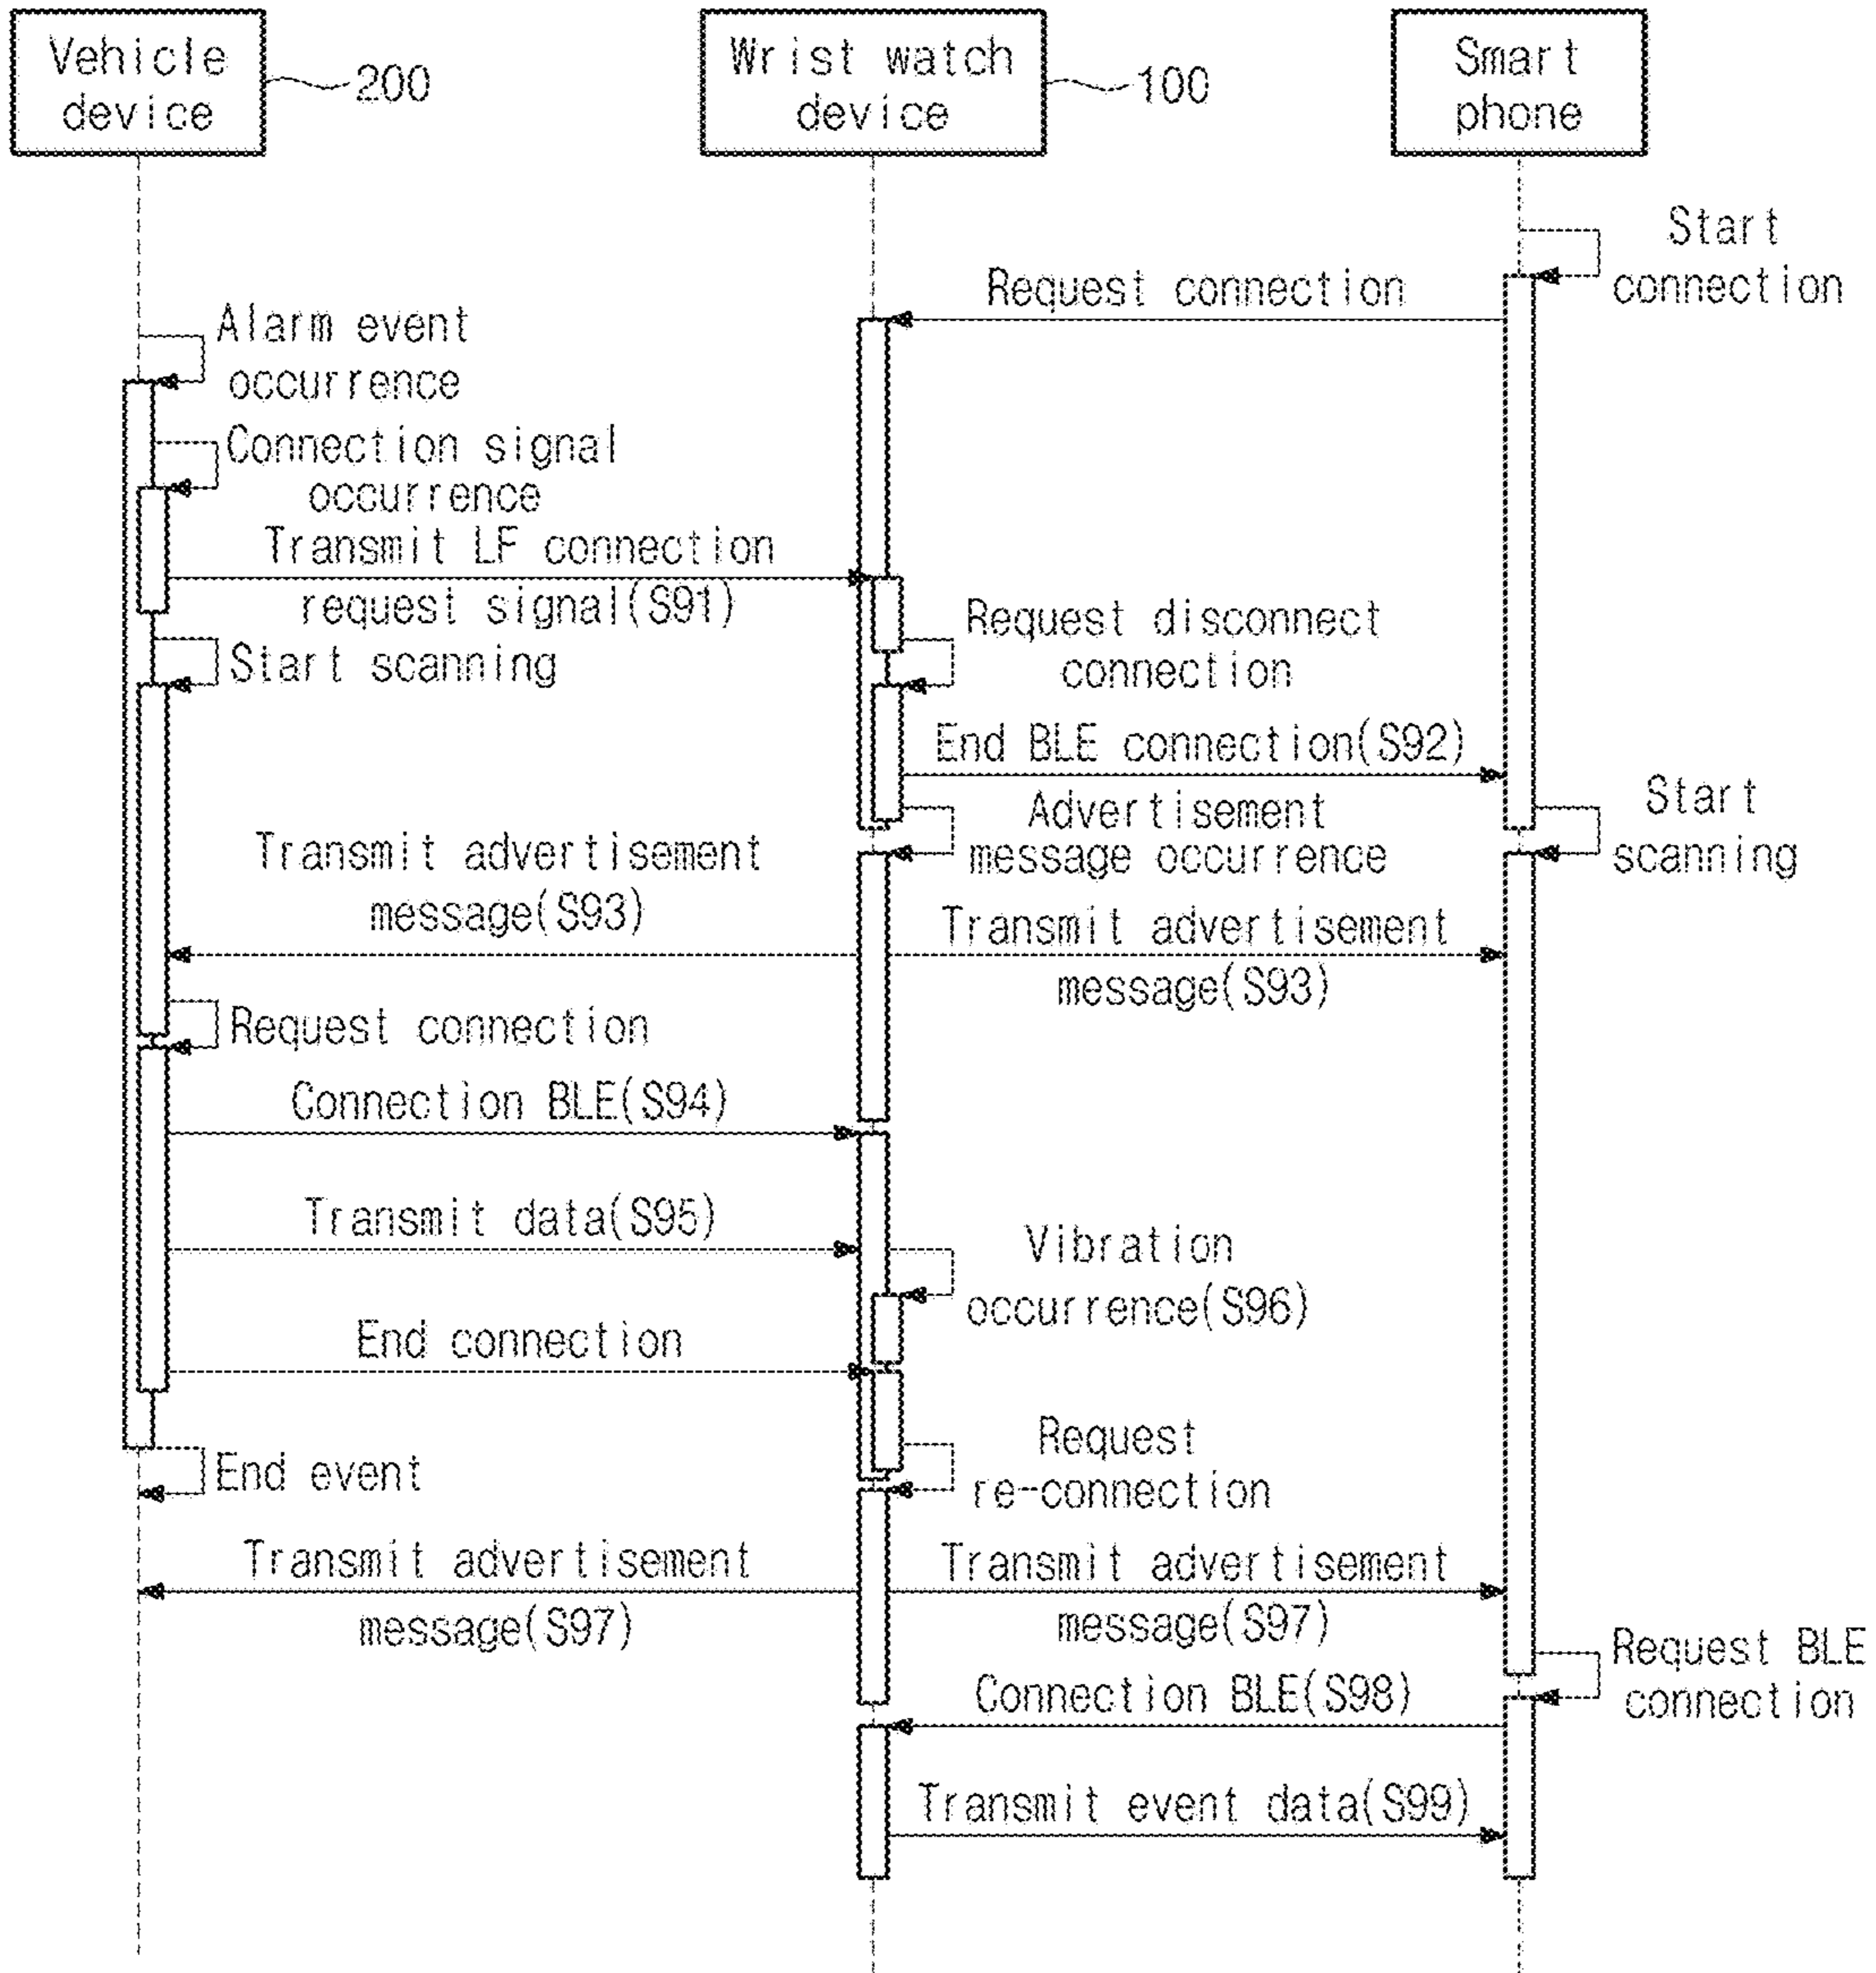 Vehicle
device
200
Wrist watch
device
100
Smart
phone
Start
connection
Request connection
Alarm event
occurrence
Connection signal
occurrence
Transmit LF connection
request signal(S91)
Request disconnect
connection
Start scanning
End BLE connection(S92)
Start
scanning
Advertisement
message occurrence
Transmit advertisement
message(S93)
Transmit advertisement
message(S93)
Request connection
Connection BLE(S94)
Transmit data(S95)
Vibration
occurrence(S96)
End connection
Request
re-connection
End event
Transmit advertisement
message(S97)
Transmit advertisement
message(S97)
Request BLE
connection
Connection BLE(S98)
Transmit event data(S99)